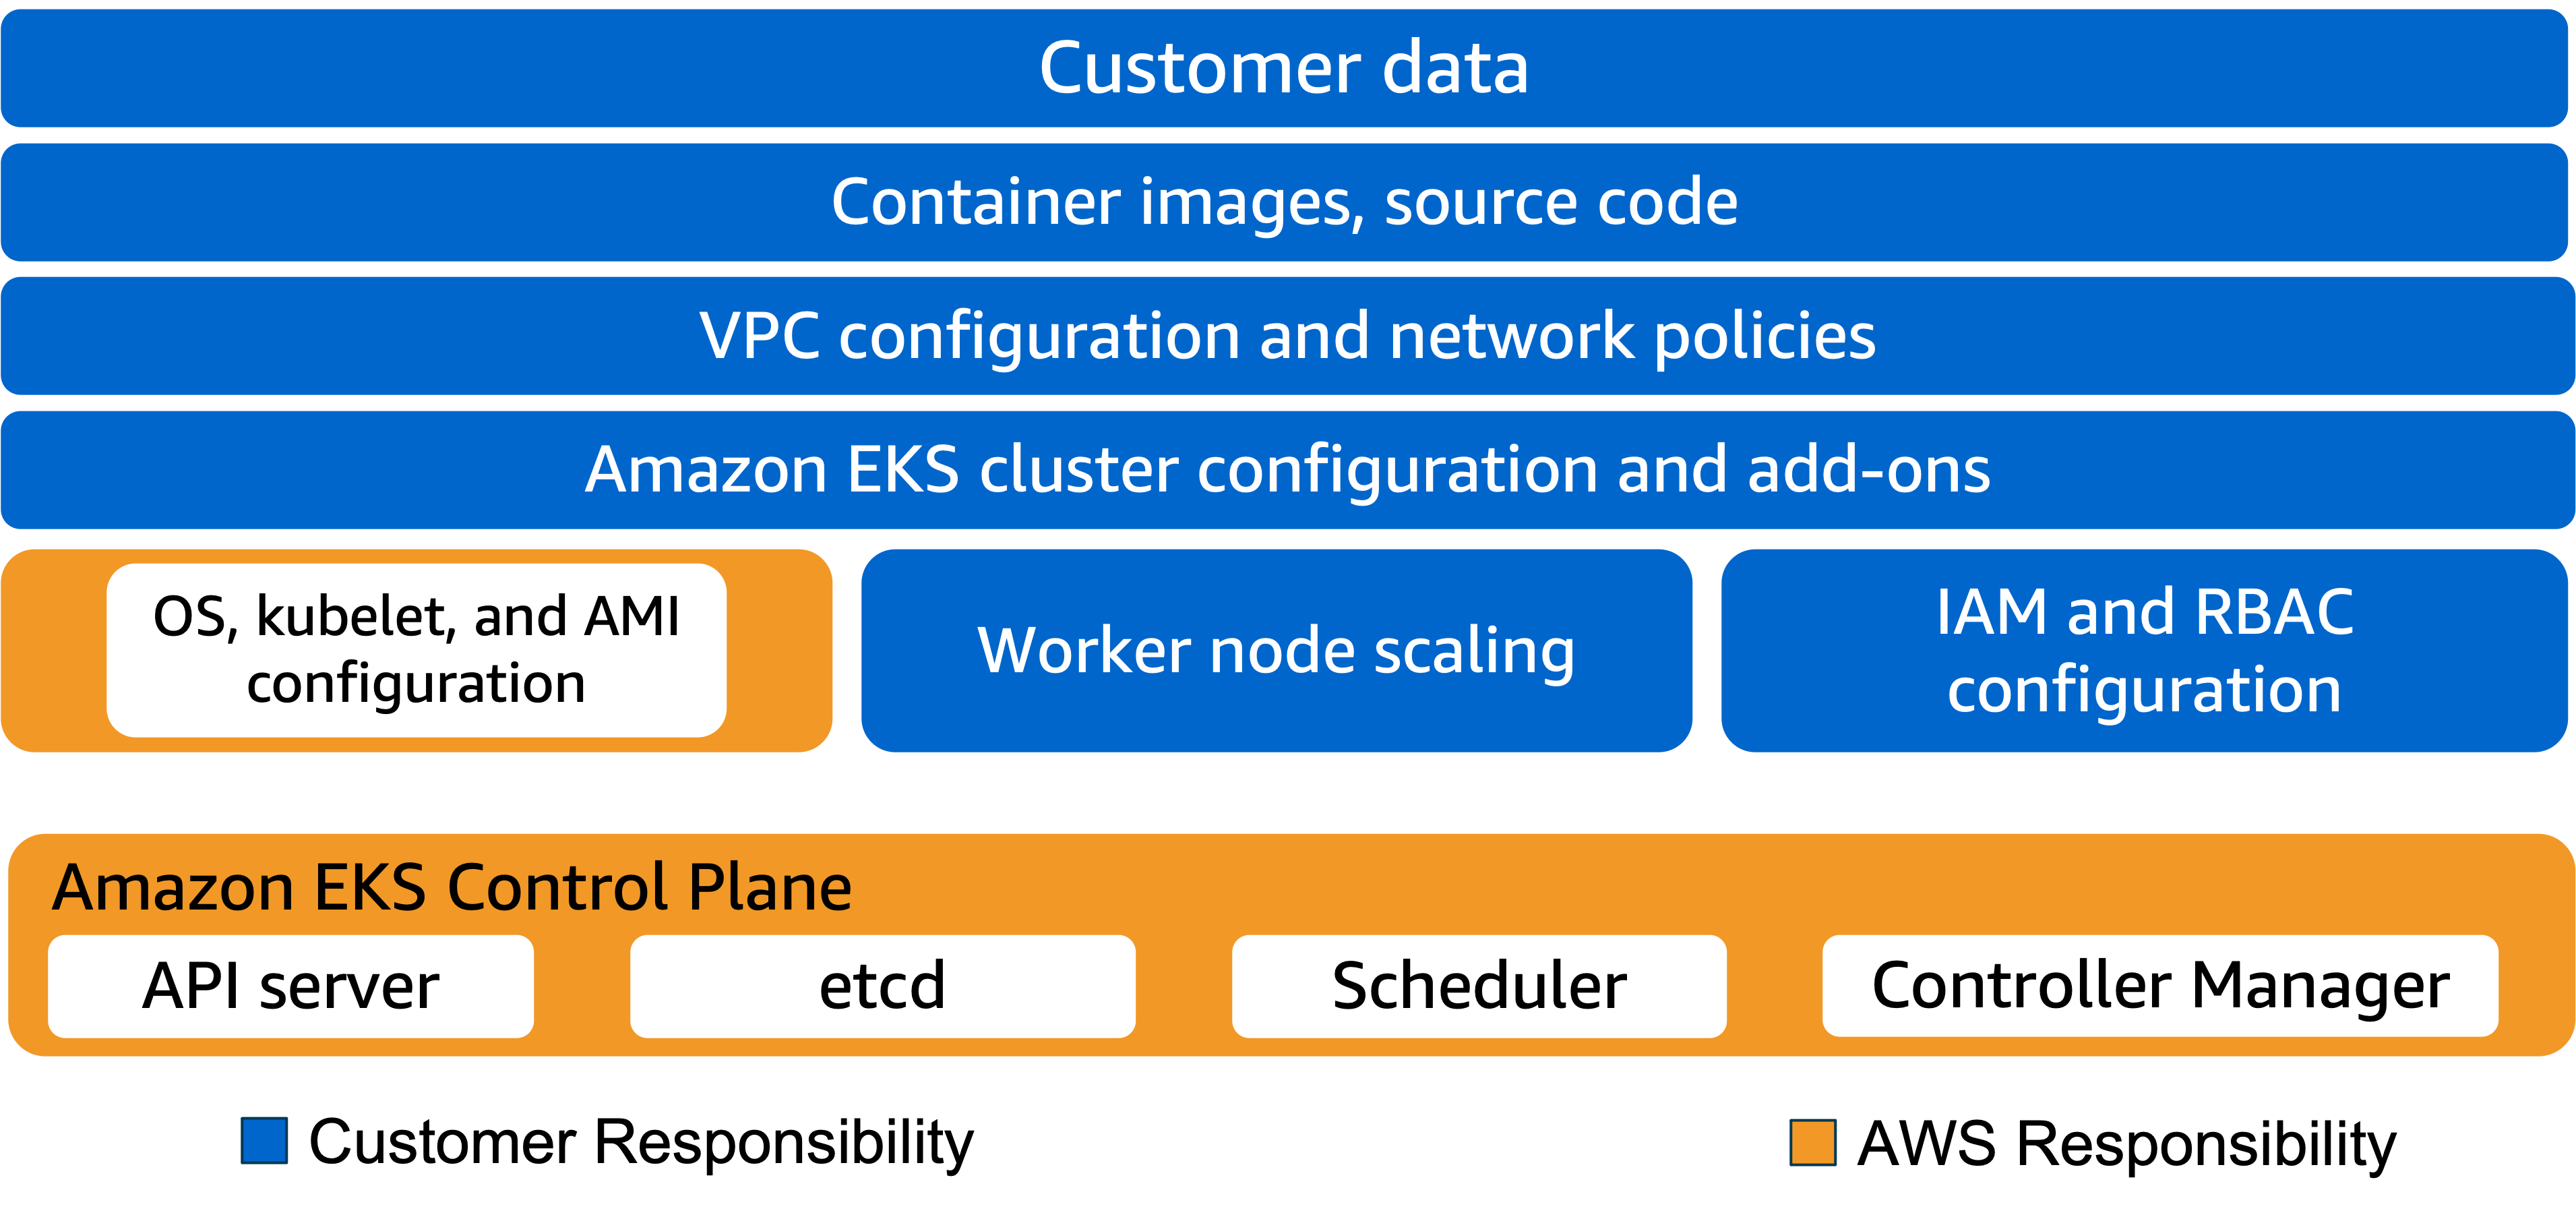 Customer data
Container images, source code
VPC configuration and network policies
Amazon EKS cluster configuration and add-ons
OS, kubelet, and AMI
configuration
Worker node scaling
IAM and RBAC
configuration
Amazon EKS Control Plane
API server
etcd
Scheduler
Controller Manager
Customer Responsibility
AWS Responsibility